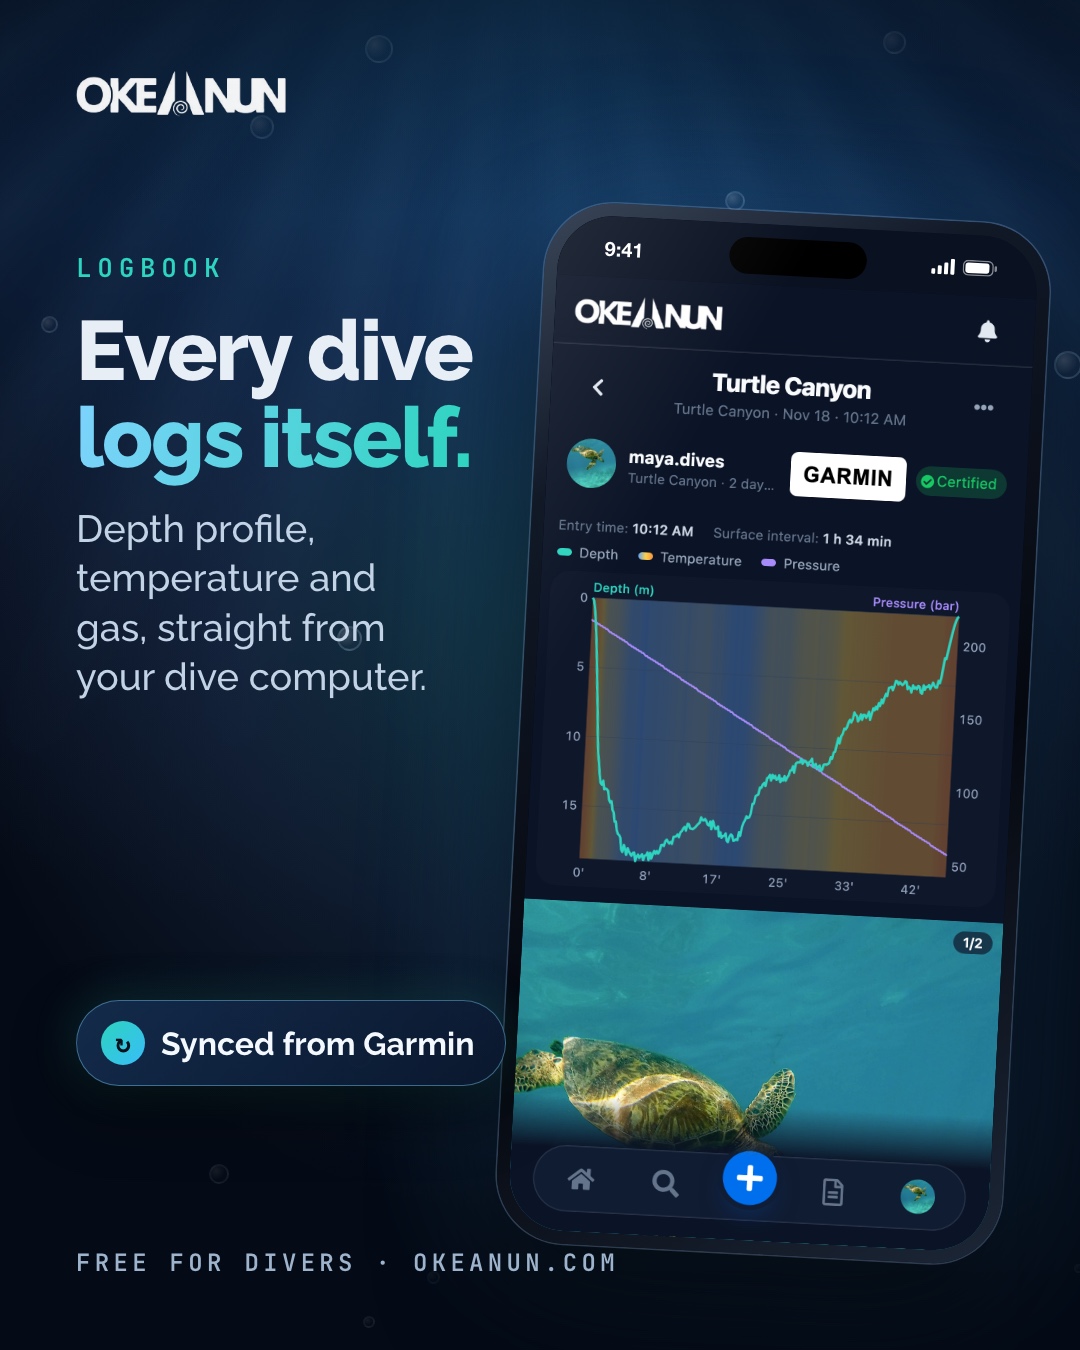 OKEANUN
LOGBOOK
Every dive
logs itself.
Depth profile,
temperature and
gas, straight from
your dive computer.
Synced from Garmin
FREE FOR DIVERS · OKEANUN.COM
9:41
OKEANUN
Turtle Canyon
Turtle Canyon · Nov 18 · 10:12 AM
maya.dives
Turtle Canyon · 2 day...
GARMIN
Certified
Entry time: 10:12 AM Surface interval: 1 h 34 min
Depth Temperature Pressure
Depth (m) Pressure (bar)
0
5
10
15
200
150
100
50
0' 8' 17' 25' 33' 42'
1/2